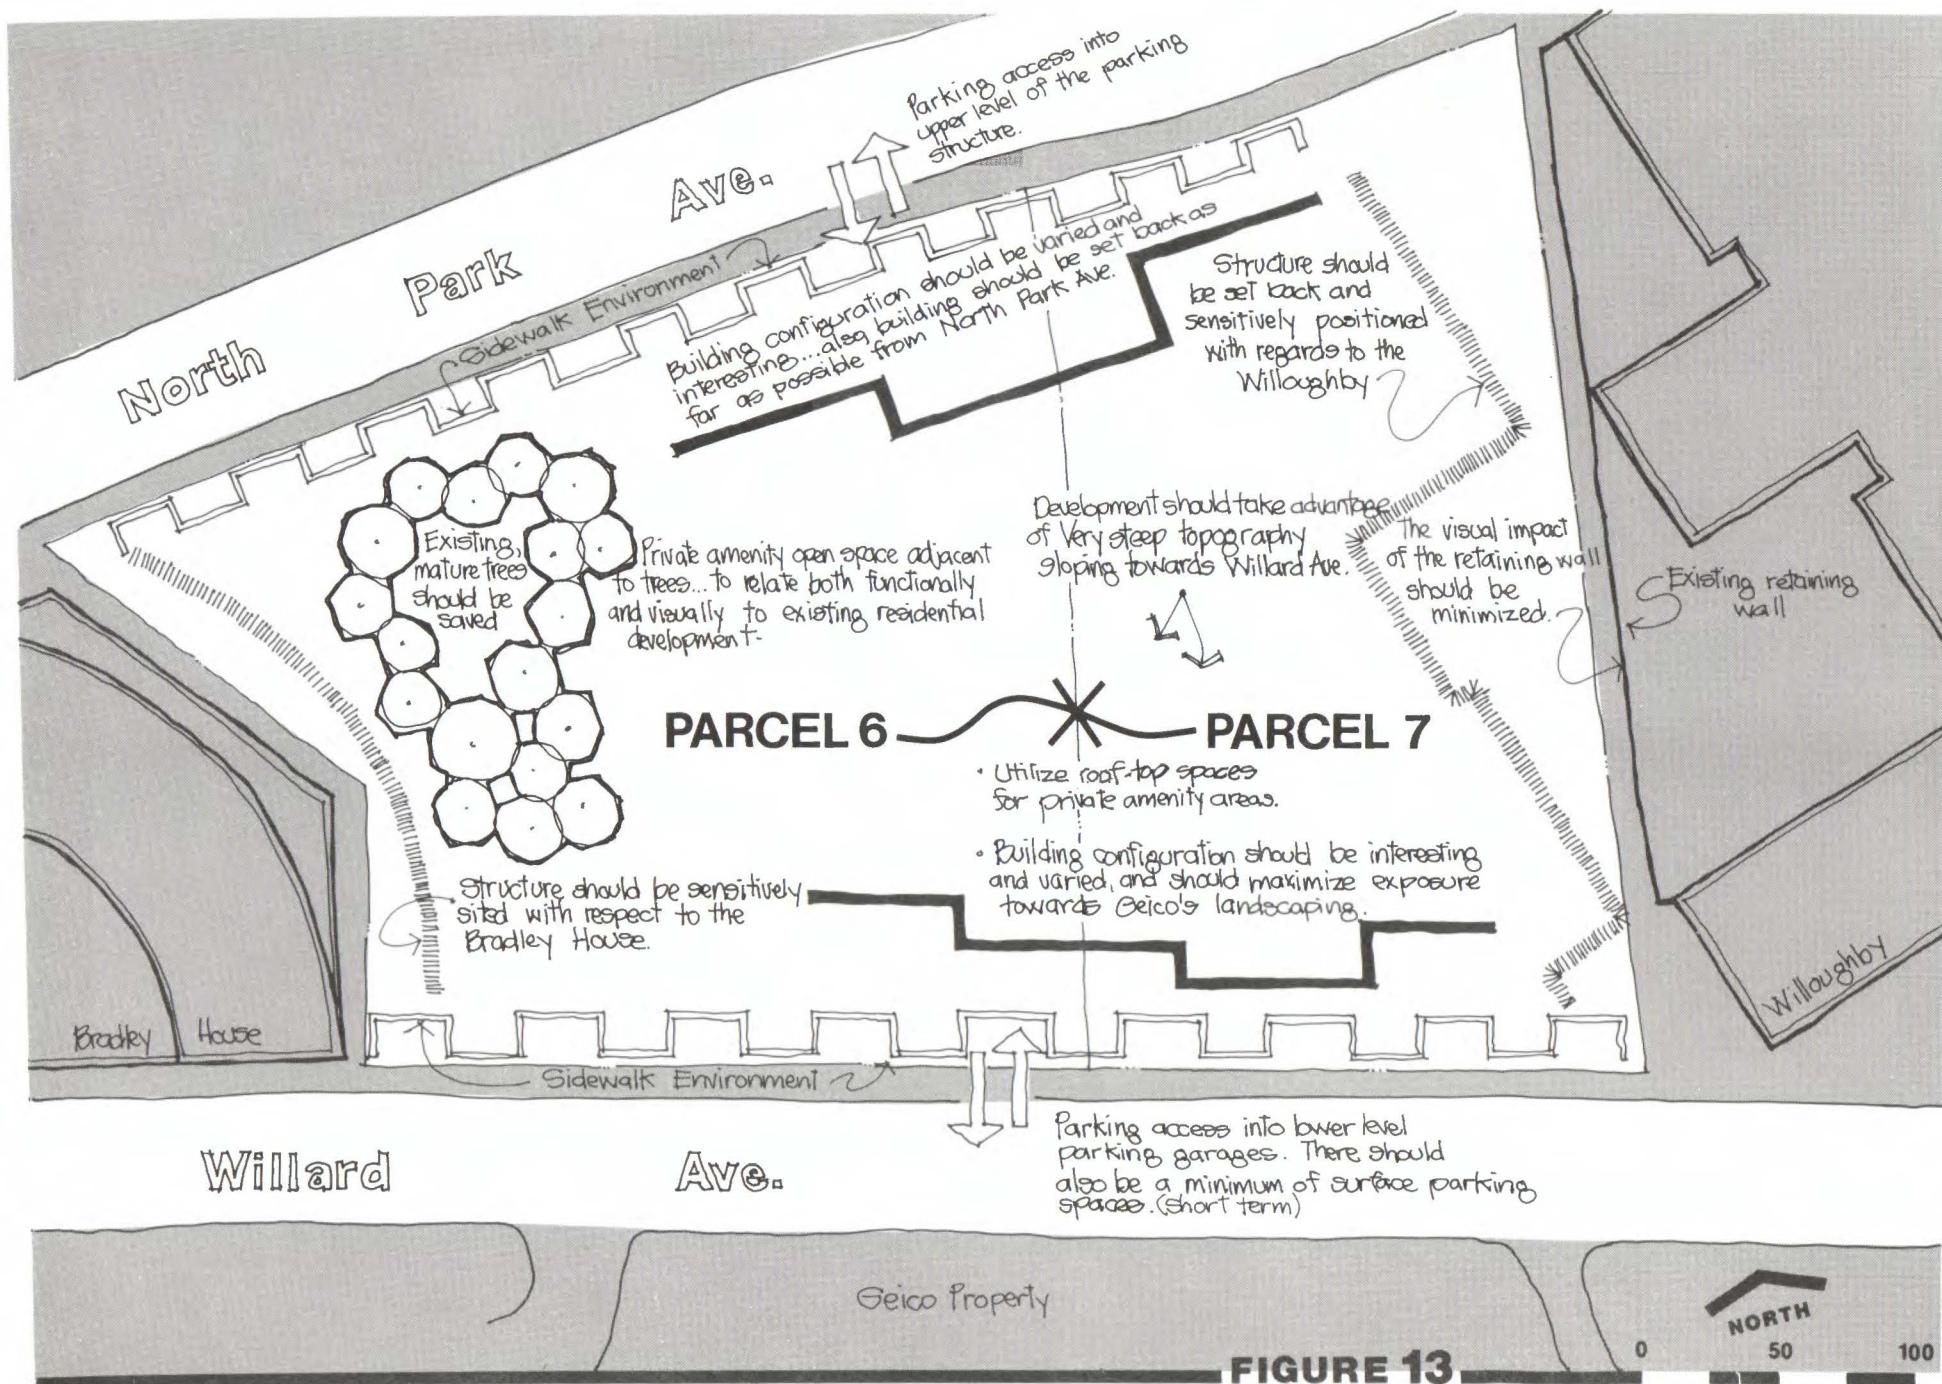 Parking access into
upper level of the parking
structure.
North Park Ave.
Sidewalk Environment
Building configuration should be varied and
interesting...also, building should be set back as
far as possible from North Park Ave.
Structure should
be set back and
sensitively positioned
with regards to the
Willoughby
Existing,
mature trees
should be
saved
Private amenity open space adjacent
to trees... to relate both functionally
and visually to existing residential
development.
Development should take advantage
of Very steep topography
sloping towards Willard Ave.
The visual impact
of the retaining wall
should be
minimized.
Existing retaining
wall
PARCEL 6
PARCEL 7
• Utilize roof-top spaces
for private amenity areas.
• Building configuration should be interesting
and varied, and should maximize exposure
towards Geico's landscaping.
Structure should be sensitively
sited with respect to the
Bradley House.
Willoughby
Bradley House
Sidewalk Environment
Willard Ave.
Parking access into lower level
parking garages. There should
also be a minimum of surface parking
spaces. (short term)
Geico Property
NORTH
0 50 100
FIGURE 13